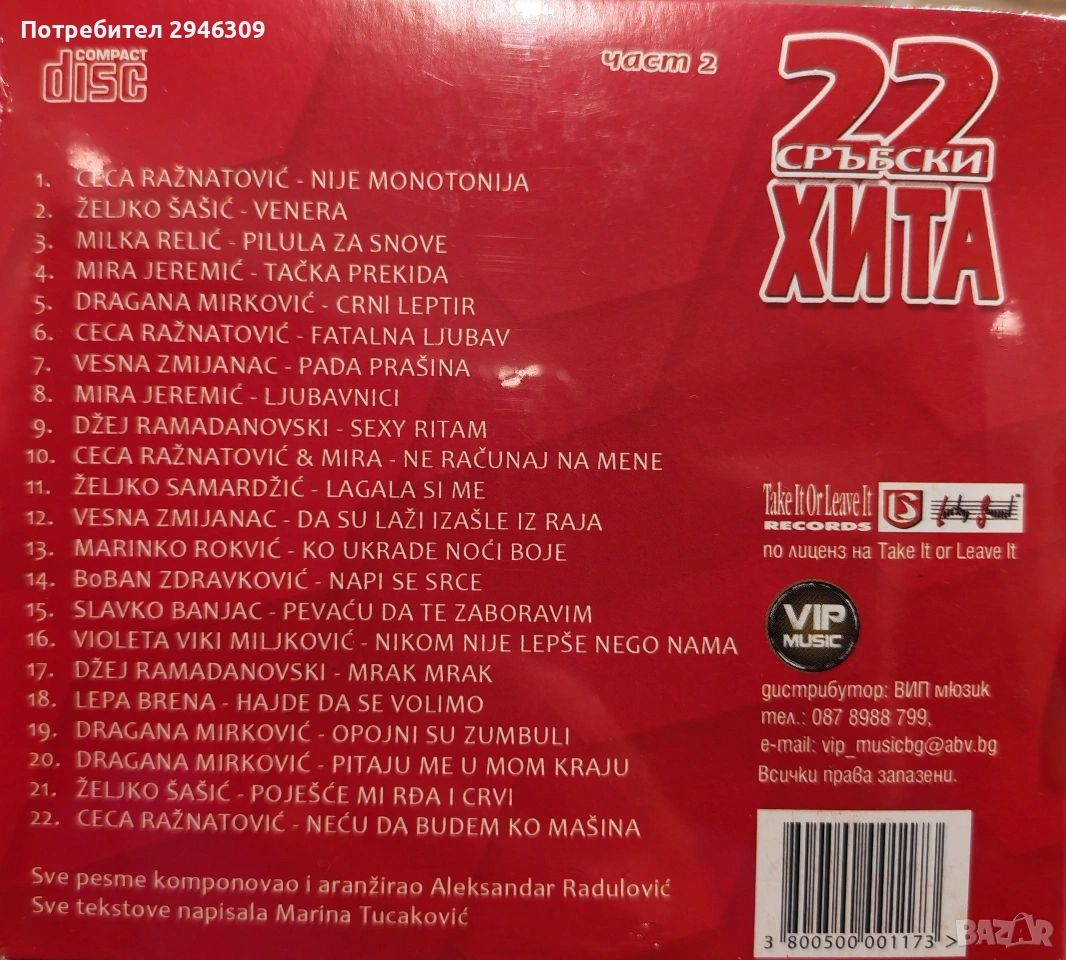 Потребител 2946309
COMPACT
disc
част 2
22
СРЪБСКИ
ХИТА
1. CECA RAŽNATOVIĆ - NIJE MONOTONIJA
2. ŽELJKO ŠAŠIĆ - VENERA
3. MILKA RELIĆ - PILULA ZA SNOVE
4. MIRA JEREMIĆ - TAČKA PREKIDA
5. DRAGANA MIRKOVIĆ - CRNI LEPTIR
6. CECA RAŽNATOVIĆ - FATALNA LJUBAV
7. VESNA ZMIJANAC - PADA PRAŠINA
8. MIRA JEREMIĆ - LJUBAVNICI
9. DŽEJ RAMADANOVSKI - SEXY RITAM
10. CECA RAŽNATOVIĆ & MIRA - NE RAČUNAJ NA MENE
11. ŽELJKO SAMARDŽIĆ - LAGALA SI ME
12. VESNA ZMIJANAC - DA SU LAŽI IZAŠLE IZ RAJA
13. MARINKO ROKVIĆ - KO UKRADE NOĆI BOJE
14. BoBAN ZDRAVKOVIĆ - NAPI SE SRCE
15. SLAVKO BANJAC - PEVAĆU DA TE ZABORAVIM
16. VIOLETA VIKI MILJKOVIĆ - NIKOM NIJE LEPŠE NEGO NAMA
17. DŽEJ RAMADANOVSKI - MRAK MRAK
18. LEPA BRENA - HAJDE DA SE VOLIMO
19. DRAGANA MIRKOVIĆ - OPOJNI SU ZUMBULI
20. DRAGANA MIRKOVIĆ - PITAJU ME U MOM KRAJU
21. ŽELJKO ŠAŠIĆ - POJEŠĆE MI RĐA I CRVI
22. CECA RAŽNATOVIĆ - NEĆU DA BUDEM KO MAŠINA
Sve pesme komponovao i aranžirao Aleksandar Radulović
Sve tekstove napisala Marina Tucaković
Take It Or Leave It
RECORDS
Lucky Sound
по лиценз на Take It or Leave It
VIP
MUSIC
дистрибутор: ВИП мюзик
тел.: 087 8988 799,
e-mail: vip_musicbg@abv.bg
Всички права запазени.
3 800500 001173 >
BAZAR